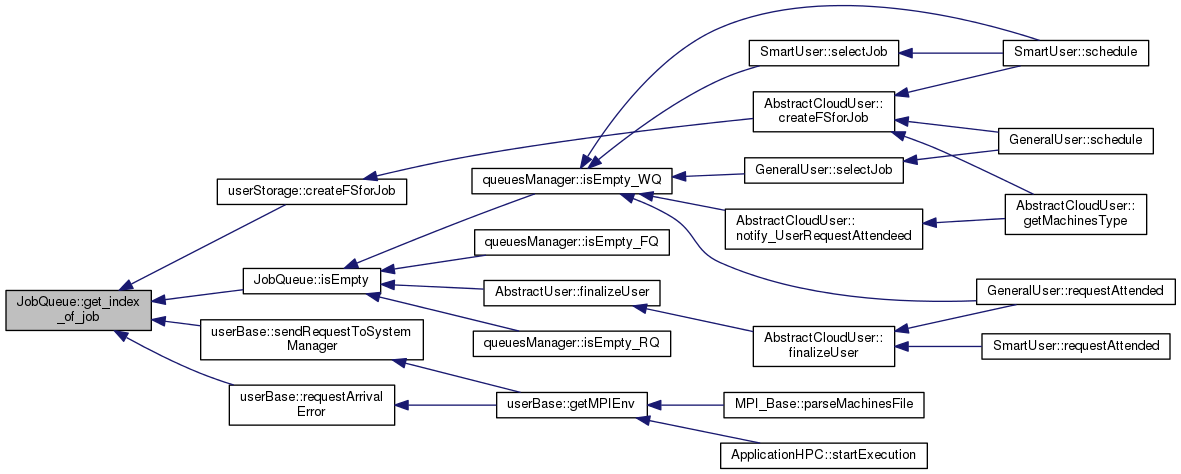 JobQueue::get_index
_of_job
userStorage::createFSforJob
JobQueue::isEmpty
userBase::sendRequestToSystem
Manager
userBase::requestArrival
Error
queuesManager::isEmpty_WQ
queuesManager::isEmpty_FQ
AbstractUser::finalizeUser
queuesManager::isEmpty_RQ
userBase::getMPIEnv
SmartUser::selectJob
AbstractCloudUser::
createFSforJob
GeneralUser::selectJob
AbstractCloudUser::
notify_UserRequestAttendeed
AbstractCloudUser::
finalizeUser
MPI_Base::parseMachinesFile
ApplicationHPC::startExecution
SmartUser::schedule
GeneralUser::schedule
AbstractCloudUser::
getMachinesType
GeneralUser::requestAttended
SmartUser::requestAttended